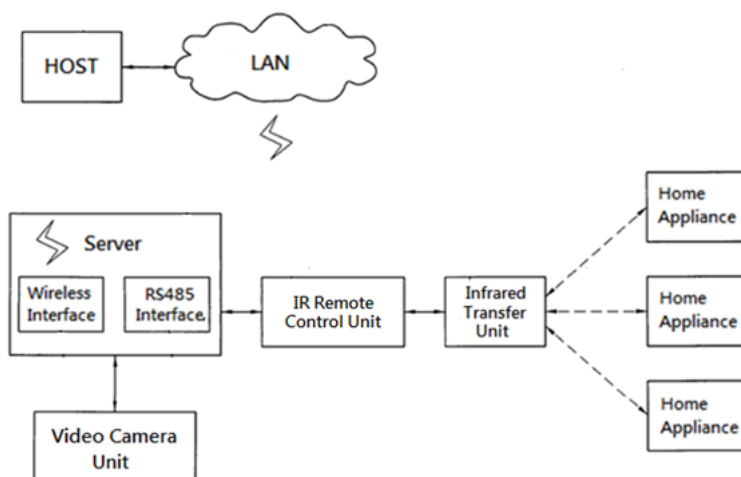 HOST
LAN
Server
Wireless
Interface
RS485
Interface.
IR Remote
Control Unit
Infrared
Transfer
Unit
Home
Appliance
Home
Appliance
Home
Appliance
Video Camera
Unit